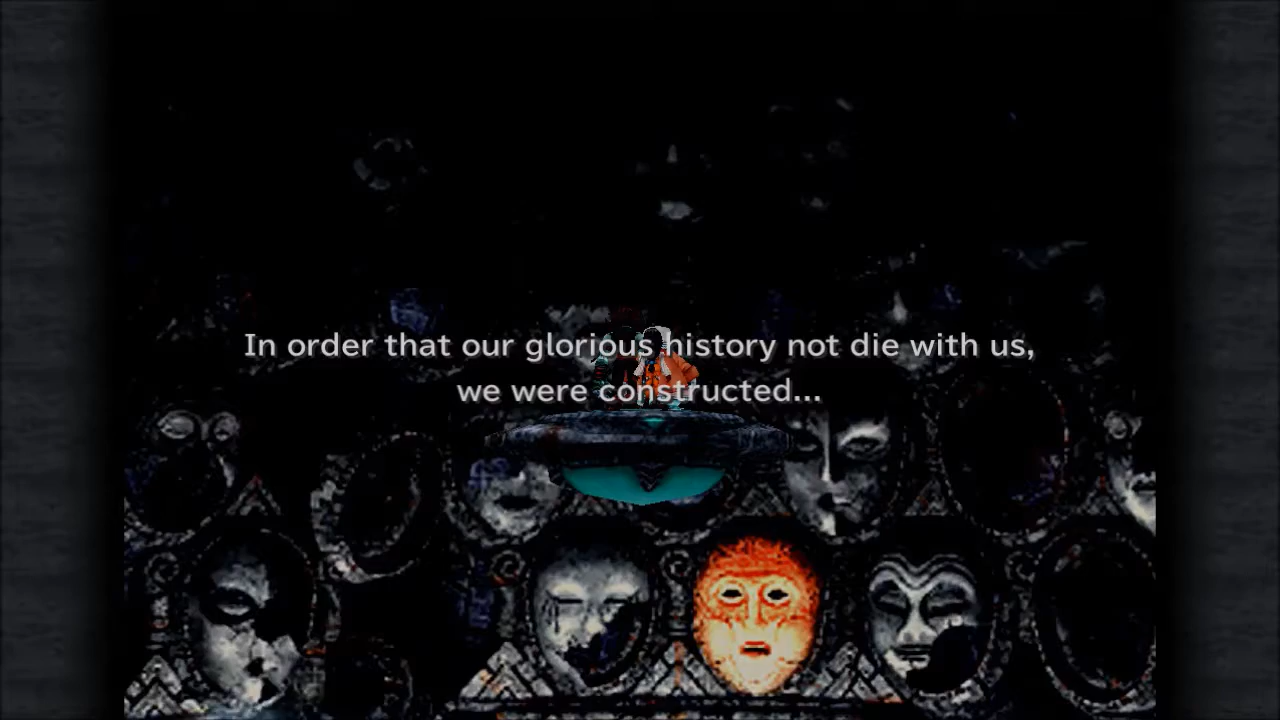 In order that our glorious history not die with us,
we were constructed...